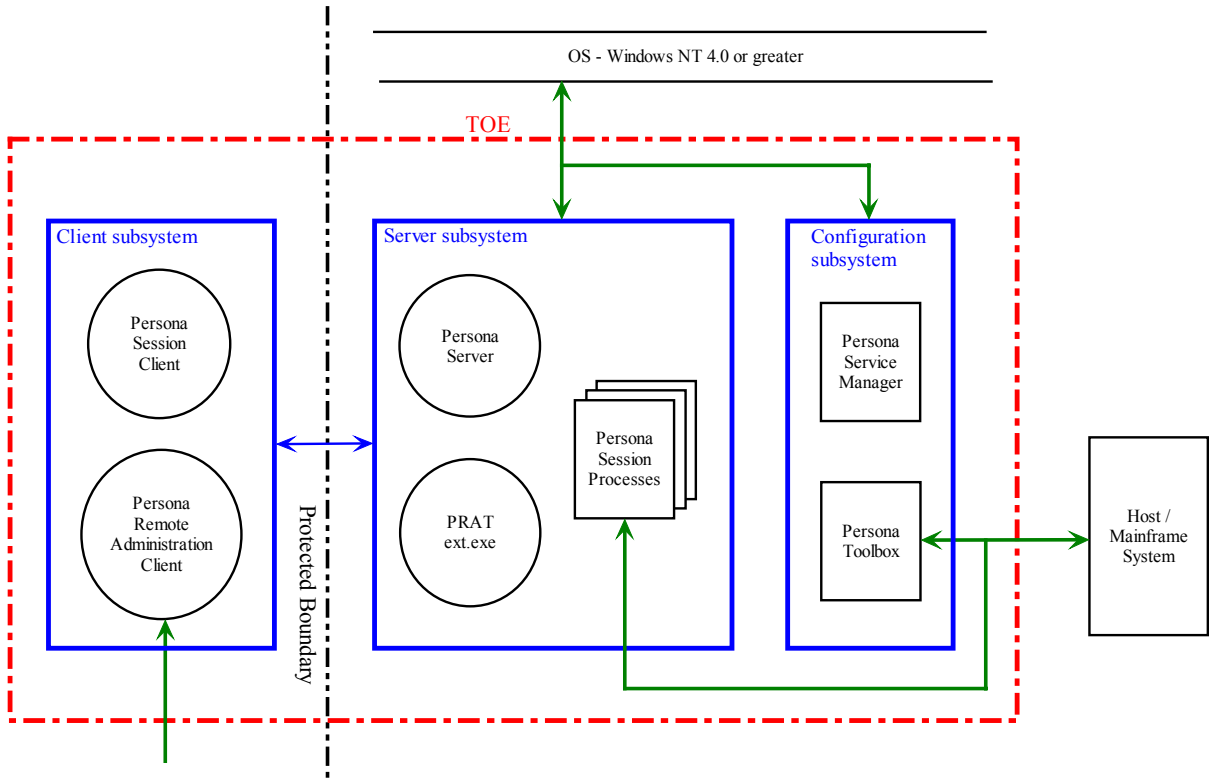 OS - Windows NT 4.0 or greater
TOE
Client subsystem
Persona
Session
Client
Persona
Remote
Administration
Client
Protected Boundary
Server subsystem
Persona
Server
PRAT
ext.exe
Persona
Session
Processes
Configuration
subsystem
Persona
Service
Manager
Persona
Toolbox
Host /
Mainframe
System